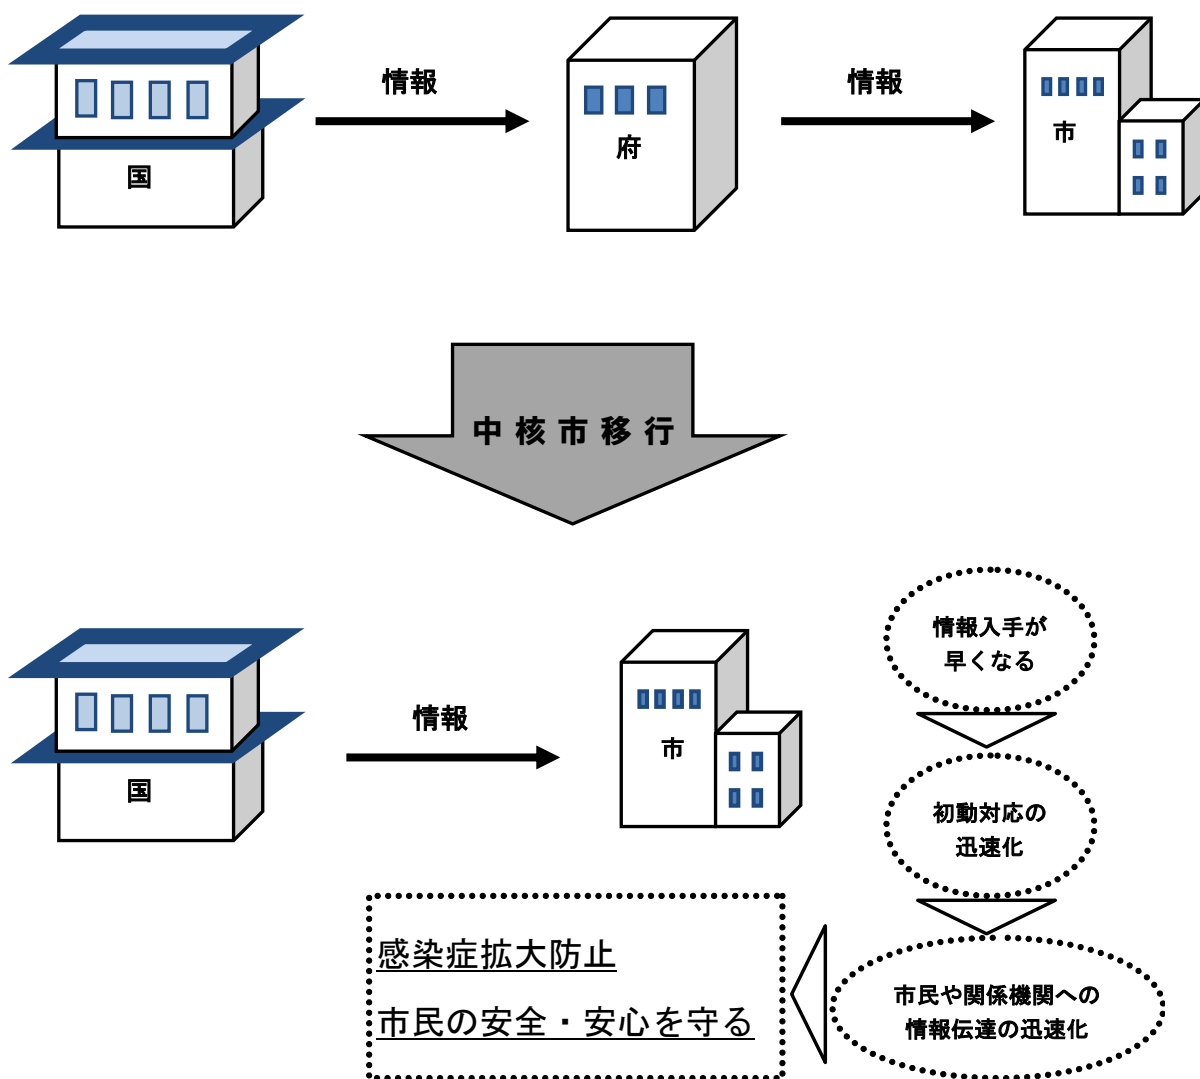 情報
情報
国
府
市
中核市移行
情報
国
市
情報入手が
早くなる
初動対応の
迅速化
市民や関係機関への
情報伝達の迅速化
感染症拡大防止
市民の安全・安心を守る